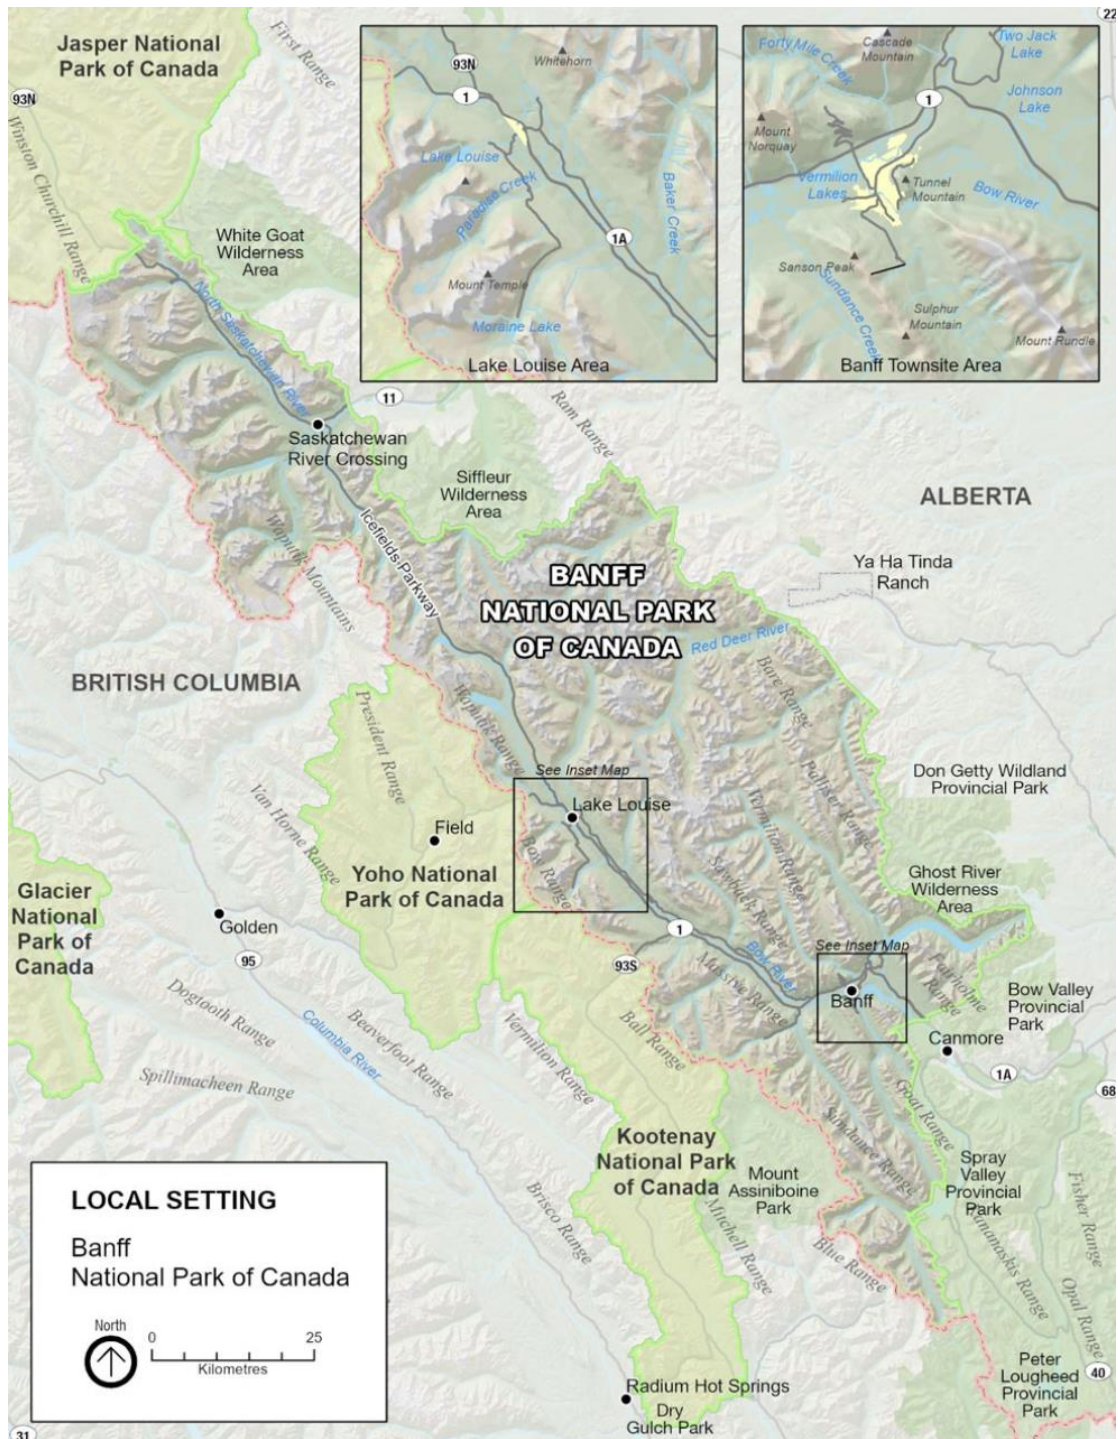 Jasper National
Park of Canada
First Range
93N
Winston Churchill Range
White Goat
Wilderness
Area
North Saskatchewan River
11
Saskatchewan
River Crossing
93N
Whitehorn
1
Lake Louise
Paradise Creek
Baker Creek
1A
Mount Temple
Moraine Lake
Lake Louise Area
22
Forty Mile Creek
Cascade
Mountain
Two Jack
Lake
Johnson
Lake
1
Mount
Norquay
Vermilion
Lakes
Tunnel
Mountain
Bow River
Sanson Peak
Sundance Creek
Sulphur
Mountain
Mount Rundle
Banff Townsite Area
Ram Range
Siffleur
Wilderness
Area
ALBERTA
Ya Ha Tinda
Ranch
Icefields Parkway
Waputik Mountains
BANFF
NATIONAL PARK
OF CANADA
Red Deer River
Bare Range
BRITISH COLUMBIA
President Range
Waputik Range
Palliser Range
Don Getty Wildland
Provincial Park
See Inset Map
Lake Louise
Vermilion Range
Van Horne Range
Field
Bow Range
Yoho National
Park of Canada
Sawback Range
Ghost River
Wilderness
Area
Glacier
National
Park of
Canada
Golden
95
1
93S
Bow River
See Inset Map
Massive Range
Banff
Fairholme
Range
Bow Valley
Provincial
Park
Canmore
1A
68
Dogtooth Range
Columbia River
Beaverfoot Range
Vermilion Range
Ball Range
Spillimacheen Range
Goat Range
Sundance Range
Kootenay
National Park
of Canada
Mount
Assiniboine
Park
Spray
Valley
Provincial
Park
Fisher Range
Kananaskis Range
Opal Range
Brisco Range
Mitchell Range
Blue Range
LOCAL SETTING
Banff
National Park of Canada
North
0
25
Kilometres
Radium Hot Springs
Dry
Gulch Park
Peter
Lougheed
Provincial
Park
40
31